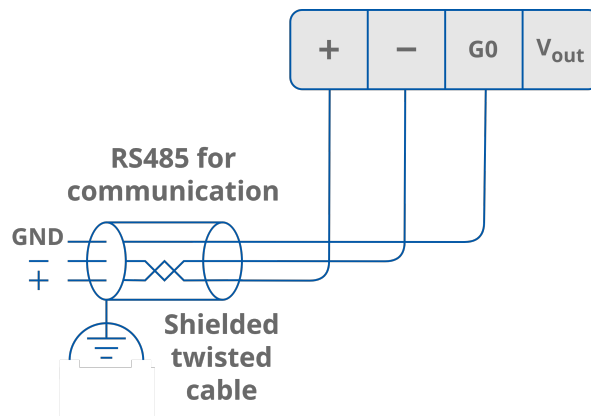 + − G0 Vout
RS485 for
communication
GND
−
+
Shielded
twisted
cable